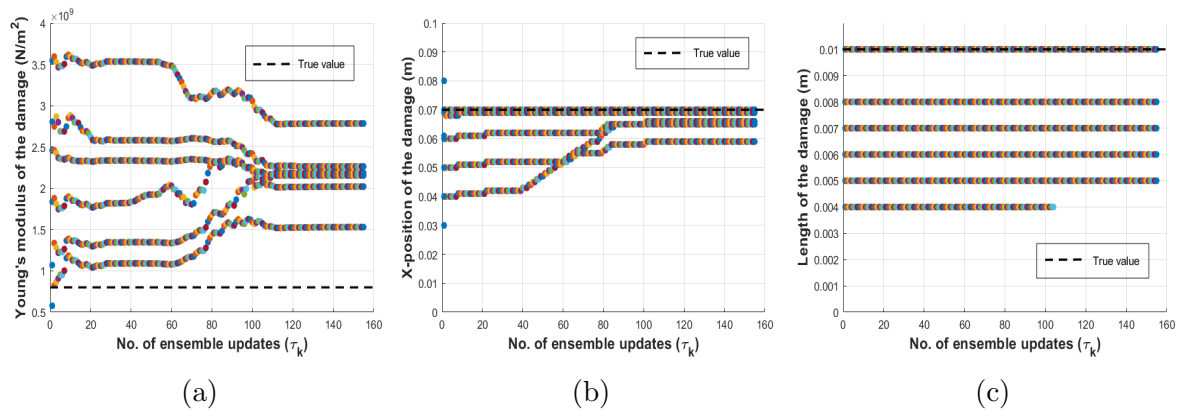 ×10⁹
4
3.5
3
2.5
2
1.5
1
0.5
0 20 40 60 80 100 120 140 160
Young's modulus of the damage (N/m²)
No. of ensemble updates (τk)
True value
(a)
0.1
0.09
0.08
0.07
0.06
0.05
0.04
0.03
0.02
0.01
0
0 20 40 60 80 100 120 140 160
X-position of the damage (m)
No. of ensemble updates (τk)
True value
(b)
0.01
0.009
0.008
0.007
0.006
0.005
0.004
0.003
0.002
0.001
0
0 20 40 60 80 100 120 140 160
Length of the damage (m)
No. of ensemble updates (τk)
True value
(c)